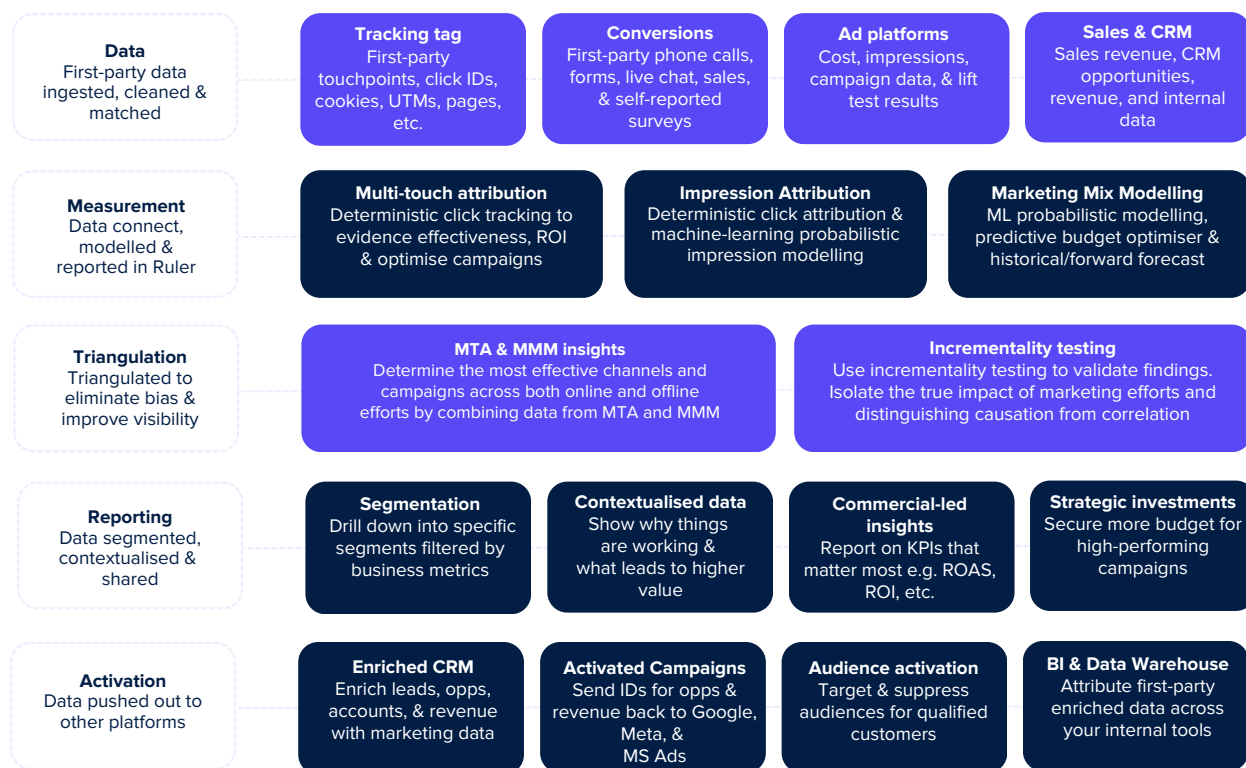 Data
First-party data
ingested, cleaned &
matched
Tracking tag
First-party
touchpoints, click IDs,
cookies, UTMs, pages,
etc.
Conversions
First-party phone calls,
forms, live chat, sales,
& self-reported
surveys
Ad platforms
Cost, impressions,
campaign data, & lift
test results
Sales & CRM
Sales revenue, CRM
opportunities,
revenue, and internal
data
Measurement
Data connect,
modelled &
reported in Ruler
Multi-touch attribution
Deterministic click tracking to
evidence effectiveness, ROI
& optimise campaigns
Impression Attribution
Deterministic click attribution &
machine-learning probabilistic
impression modelling
Marketing Mix Modelling
ML probabilistic modelling,
predictive budget optimiser &
historical/forward forecast
Triangulation
Triangulated to
eliminate bias &
improve visibility
MTA & MMM insights
Determine the most effective channels and
campaigns across both online and offline
efforts by combining data from MTA and MMM
Incrementality testing
Use incrementality testing to validate findings.
Isolate the true impact of marketing efforts and
distinguishing causation from correlation
Reporting
Data segmented,
contextualised &
shared
Segmentation
Drill down into specific
segments filtered by
business metrics
Contextualised data
Show why things
are working &
what leads to higher
value
Commercial-led
insights
Report on KPIs that
matter most e.g. ROAS,
ROI, etc.
Strategic investments
Secure more budget for
high-performing
campaigns
Activation
Data pushed out to
other platforms
Enriched CRM
Enrich leads, opps,
accounts, & revenue
with marketing data
Activated Campaigns
Send IDs for opps &
revenue back to Google,
Meta, &
MS Ads
Audience activation
Target & suppress
audiences for qualified
customers
BI & Data Warehouse
Attribute first-party
enriched data across
your internal tools